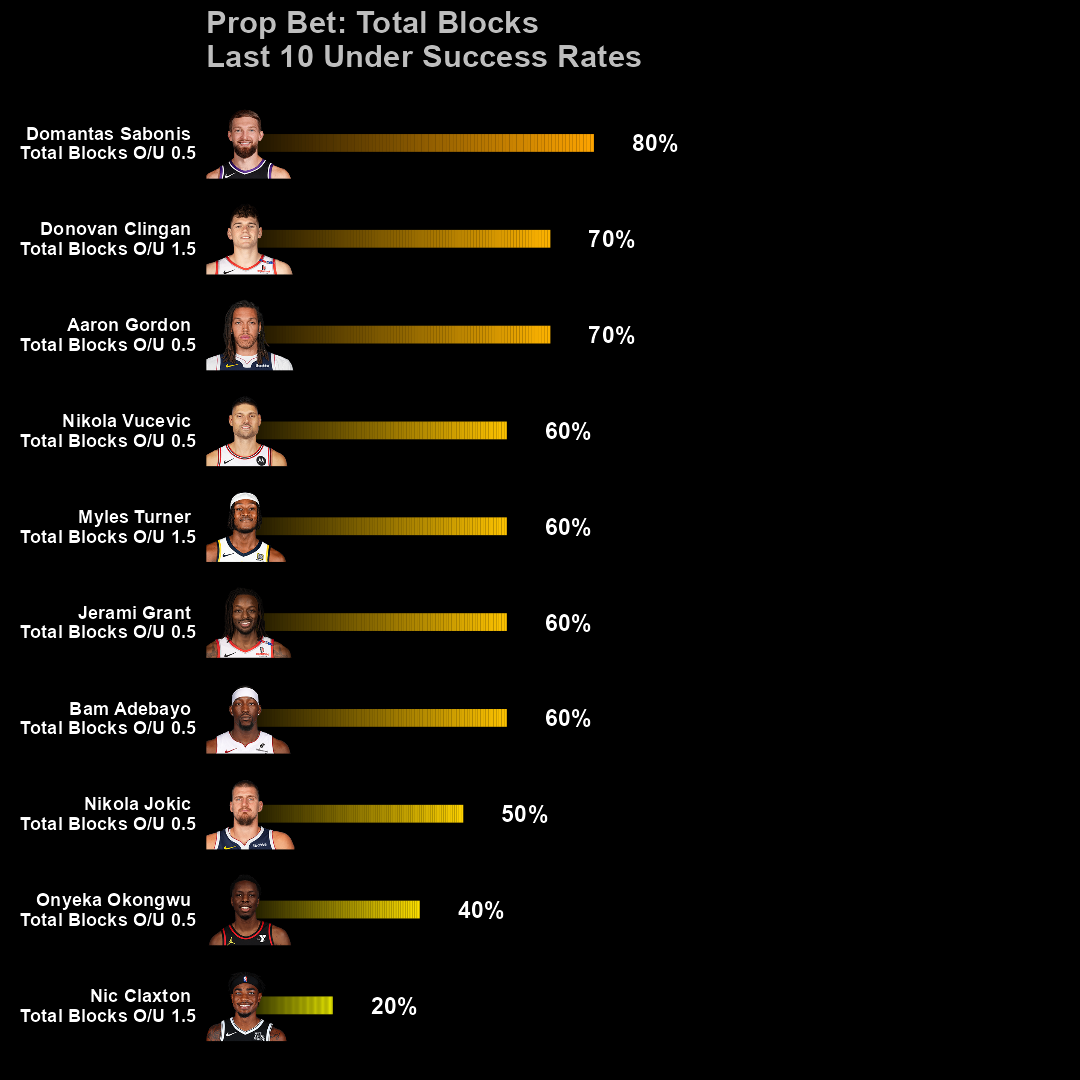 Prop Bet: Total Blocks
Last 10 Under Success Rates
Domantas Sabonis
Total Blocks O/U 0.5
80%
Donovan Clingan
Total Blocks O/U 1.5
70%
Aaron Gordon
Total Blocks O/U 0.5
70%
Nikola Vucevic
Total Blocks O/U 0.5
60%
Myles Turner
Total Blocks O/U 1.5
60%
Jerami Grant
Total Blocks O/U 0.5
60%
Bam Adebayo
Total Blocks O/U 0.5
60%
Nikola Jokic
Total Blocks O/U 0.5
50%
Onyeka Okongwu
Total Blocks O/U 0.5
40%
Nic Claxton
Total Blocks O/U 1.5
20%